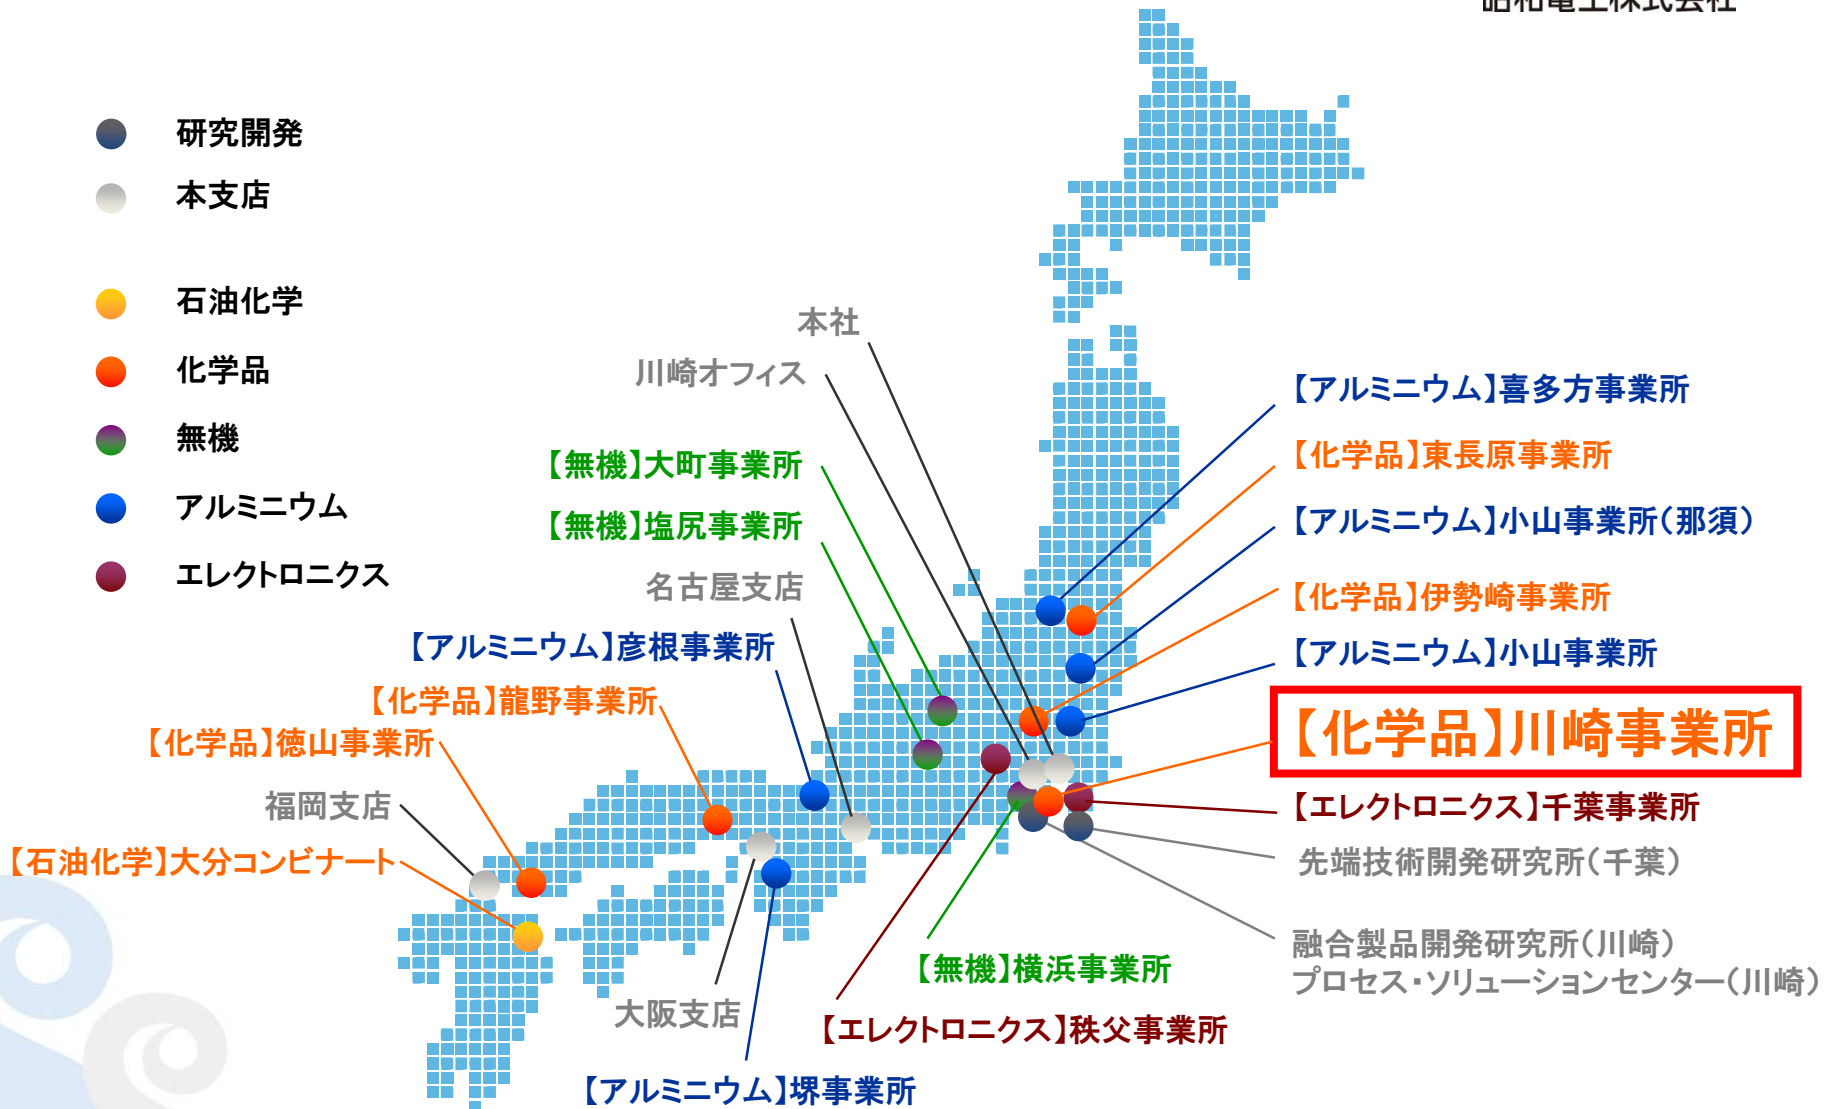 昭和電工株式会社
研究開発
本支店
石油化学
化学品
無機
アルミニウム
エレクトロニクス
本社
川崎オフィス
【無機】大町事業所
【無機】塩尻事業所
名古屋支店
【アルミニウム】彦根事業所
【化学品】龍野事業所
【化学品】徳山事業所
福岡支店
【石油化学】大分コンビナート
大阪支店
【アルミニウム】堺事業所
【エレクトロニクス】秩父事業所
【無機】横浜事業所
【アルミニウム】喜多方事業所
【化学品】東長原事業所
【アルミニウム】小山事業所（那須）
【化学品】伊勢崎事業所
【アルミニウム】小山事業所
【化学品】川崎事業所
【エレクトロニクス】千葉事業所
先端技術開発研究所（千葉）
融合製品開発研究所（川崎）
プロセス・ソリューションセンター（川崎）